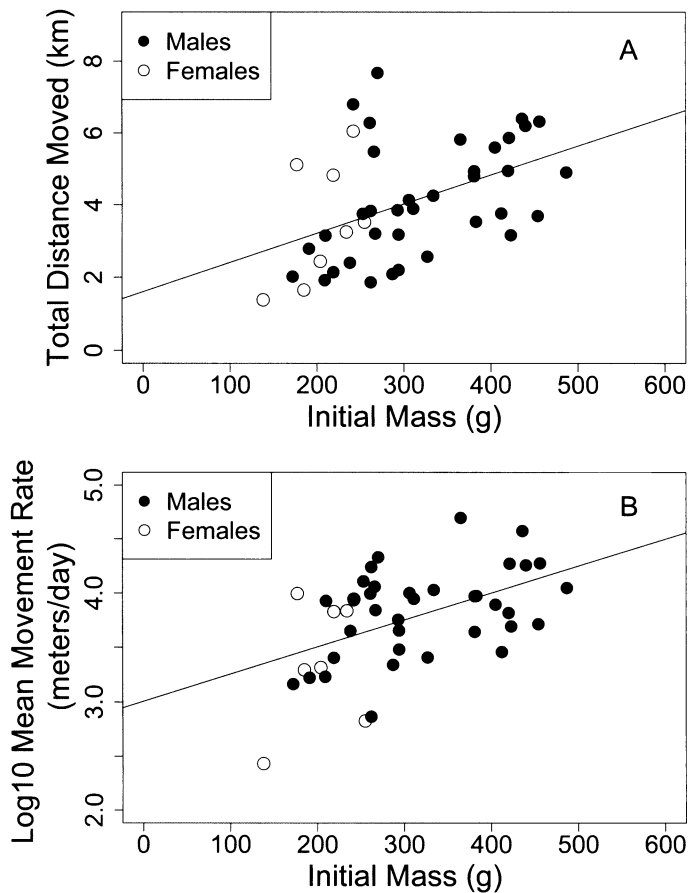 Males
Females
A
Total Distance Moved (km)
8
6
4
2
0
0 100 200 300 400 500 600
Initial Mass (g)
Males
Females
B
Log10 Mean Movement Rate
(meters/day)
5.0
4.0
3.0
2.0
0 100 200 300 400 500 600
Initial Mass (g)